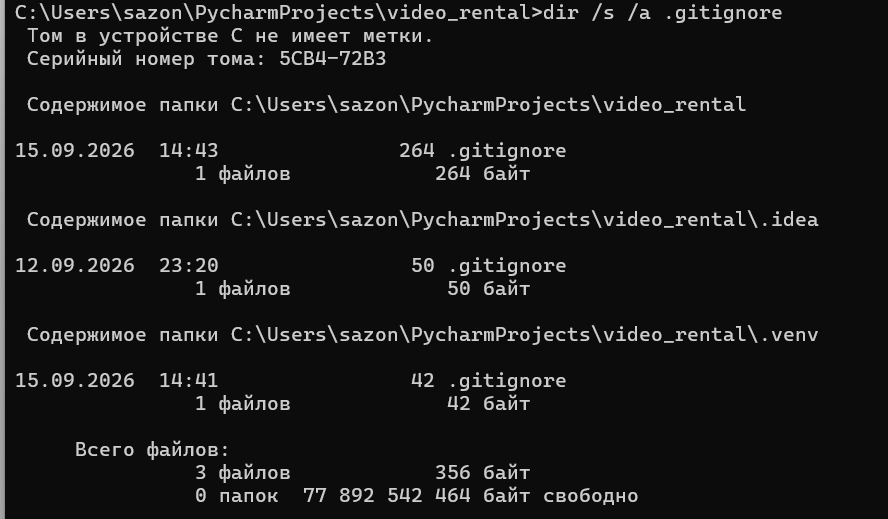 C:\Users\sazon\PycharmProjects\video_rental>dir /s /a .gitignore
Том в устройстве C не имеет метки.
Серийный номер тома: 5CB4-72B3
Содержимое папки C:\Users\sazon\PycharmProjects\video_rental
15.09.2026 14:43 264 .gitignore
1 файлов 264 байт
Содержимое папки C:\Users\sazon\PycharmProjects\video_rental\.idea
12.09.2026 23:20 50 .gitignore
1 файлов 50 байт
Содержимое папки C:\Users\sazon\PycharmProjects\video_rental\.venv
15.09.2026 14:41 42 .gitignore
1 файлов 42 байт
Всего файлов:
3 файлов 356 байт
0 папок 77 892 542 464 байт свободно